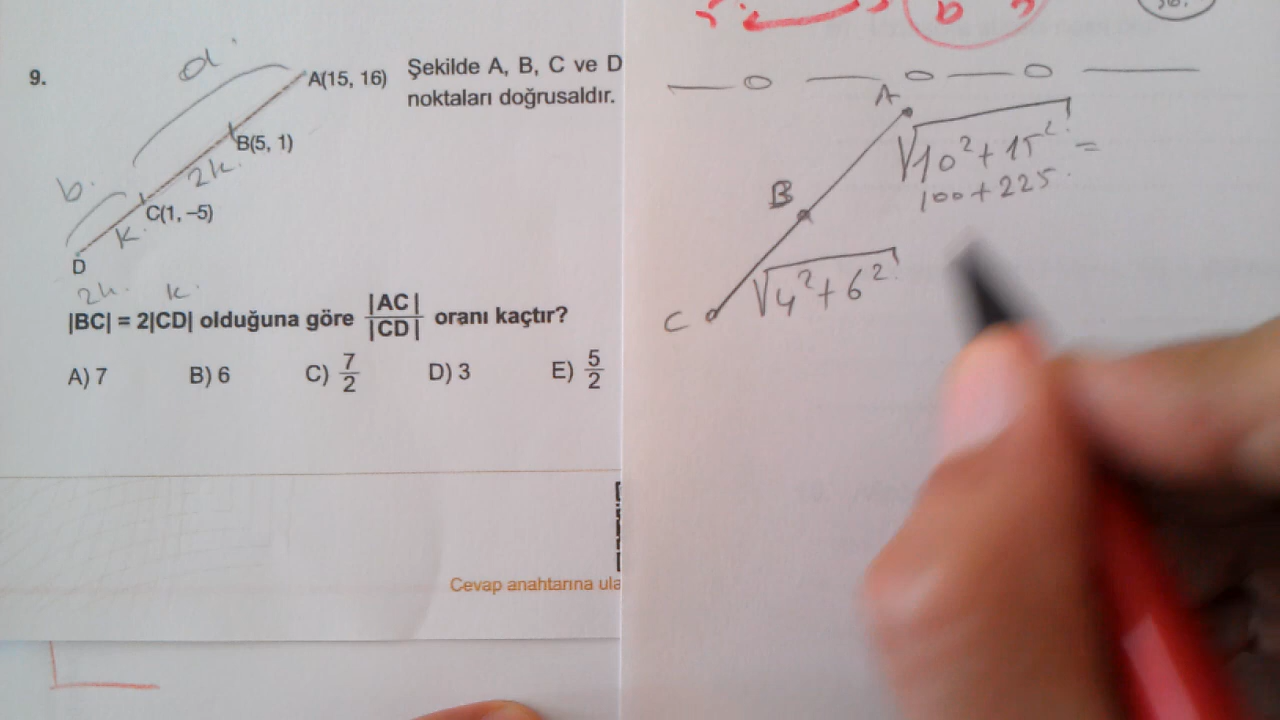 9.
a
A(15, 16)
B(5, 1)
2k.
b.
C(1, –5)
k.
D
Şekilde A, B, C ve D
noktaları doğrusaldır.
2k. k.
|BC| = 2|CD| olduğuna göre |AC| / |CD| oranı kaçtır?
A) 7 B) 6 C) 7/2 D) 3 E) 5/2
Cevap anahtarına ula
A
√10²+15² =
100+225
B
√4²+6²
C